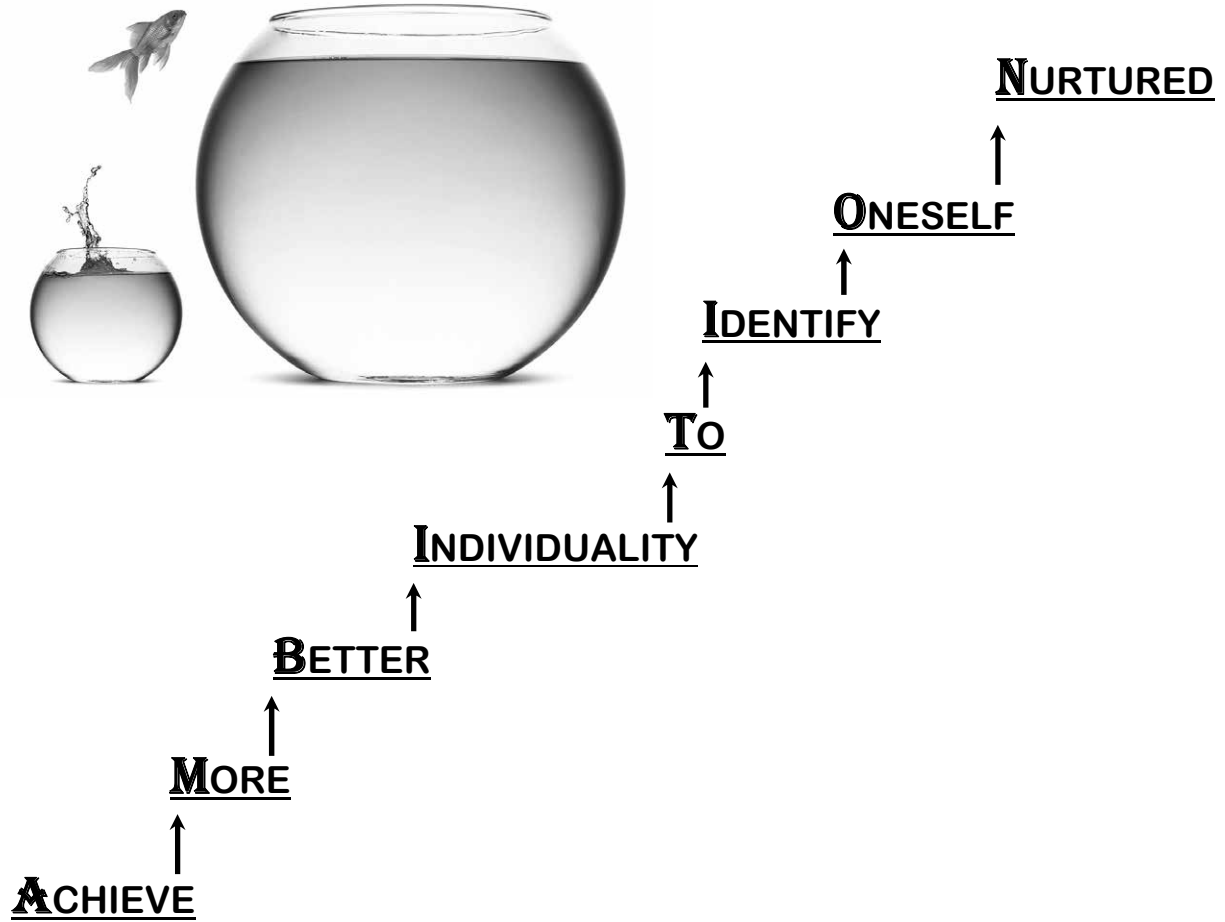 NURTURED
ONESELF
IDENTIFY
TO
INDIVIDUALITY
BETTER
MORE
ACHIEVE